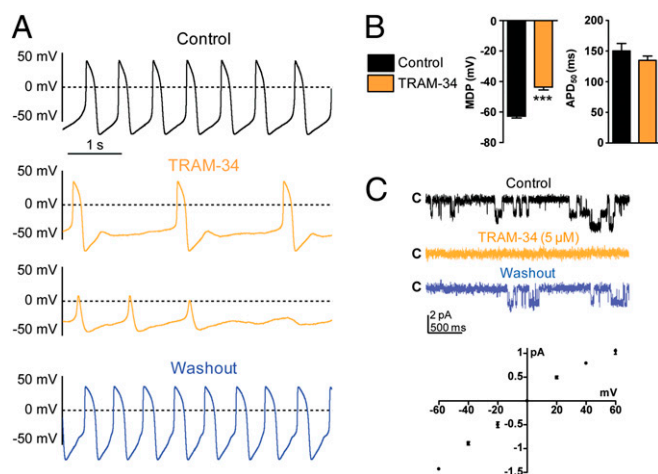 A
Control
50 mV
0 mV
-50 mV
1 s
TRAM-34
50 mV
0 mV
-50 mV
50 mV
0 mV
-50 mV
Washout
50 mV
0 mV
-50 mV
B
Control
TRAM-34
MDP (mV)
0
-20
-40
-60
-80
***
APD50 (ms)
200
150
100
50
0
C
Control
C
TRAM-34 (5 μM)
C
Washout
C
2 pA
500 ms
pA
1
0.5
mV
-60 -40 -20 20 40 60
-0.5
-1
-1.5